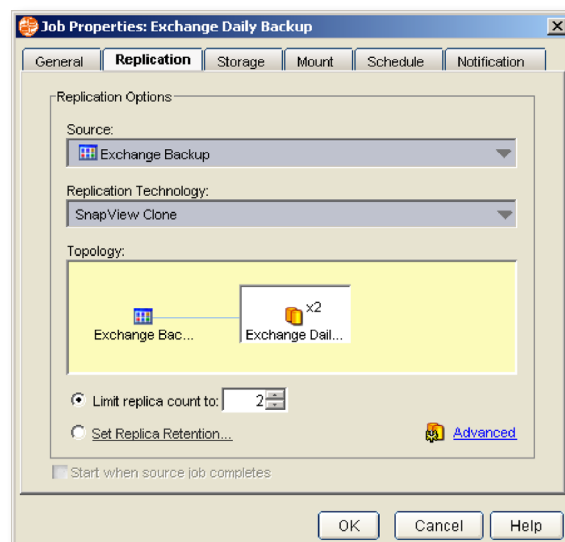 Job Properties: Exchange Daily Backup
General Replication Storage Mount Schedule Notification
Replication Options
Source:
Exchange Backup
Replication Technology:
SnapView Clone
Topology:
x2
Exchange Bac... Exchange Dail...
Limit replica count to: 2
Set Replica Retention... Advanced
Start when source job completes
OK Cancel Help